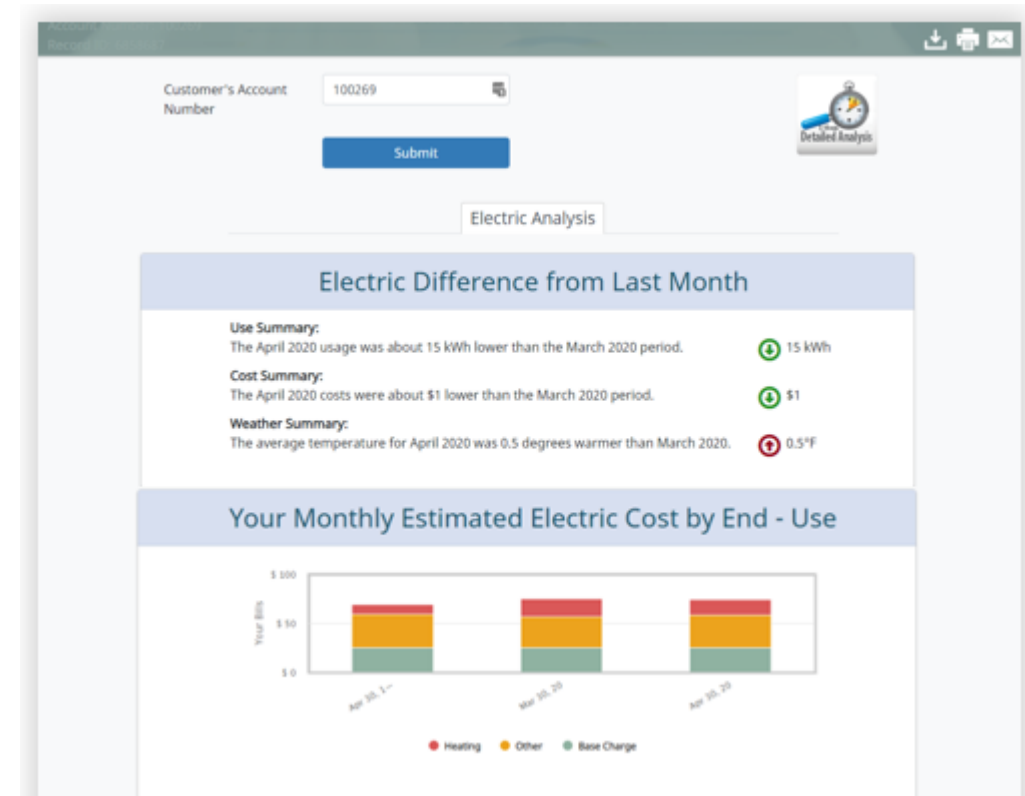 Customer's Account
Number
100269
Submit
Detailed Analysis
Electric Analysis
Electric Difference from Last Month
Use Summary:
The April 2020 usage was about 15 kWh lower than the March 2020 period.
15 kWh
Cost Summary:
The April 2020 costs were about $1 lower than the March 2020 period.
$1
Weather Summary:
The average temperature for April 2020 was 0.5 degrees warmer than March 2020.
0.5°F
Your Monthly Estimated Electric Cost by End - Use
$ 100
Your Bills
$ 50
$ 0
Apr 30, 1...
Mar 30, 20
Apr 30, 20
Heating
Other
Base Charge